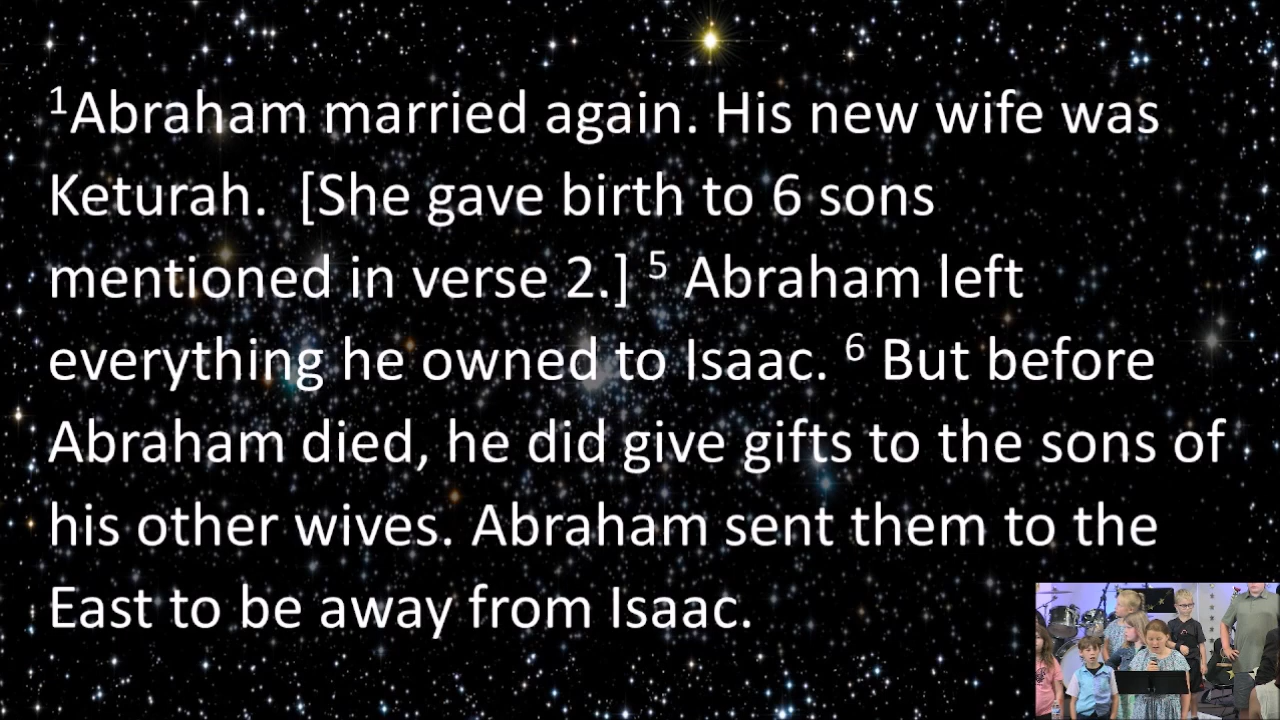 ¹Abraham married again. His new wife was
Keturah.  [She gave birth to 6 sons
mentioned in verse 2.] ⁵ Abraham left
everything he owned to Isaac. ⁶ But before
Abraham died, he did give gifts to the sons of
his other wives. Abraham sent them to the
East to be away from Isaac.